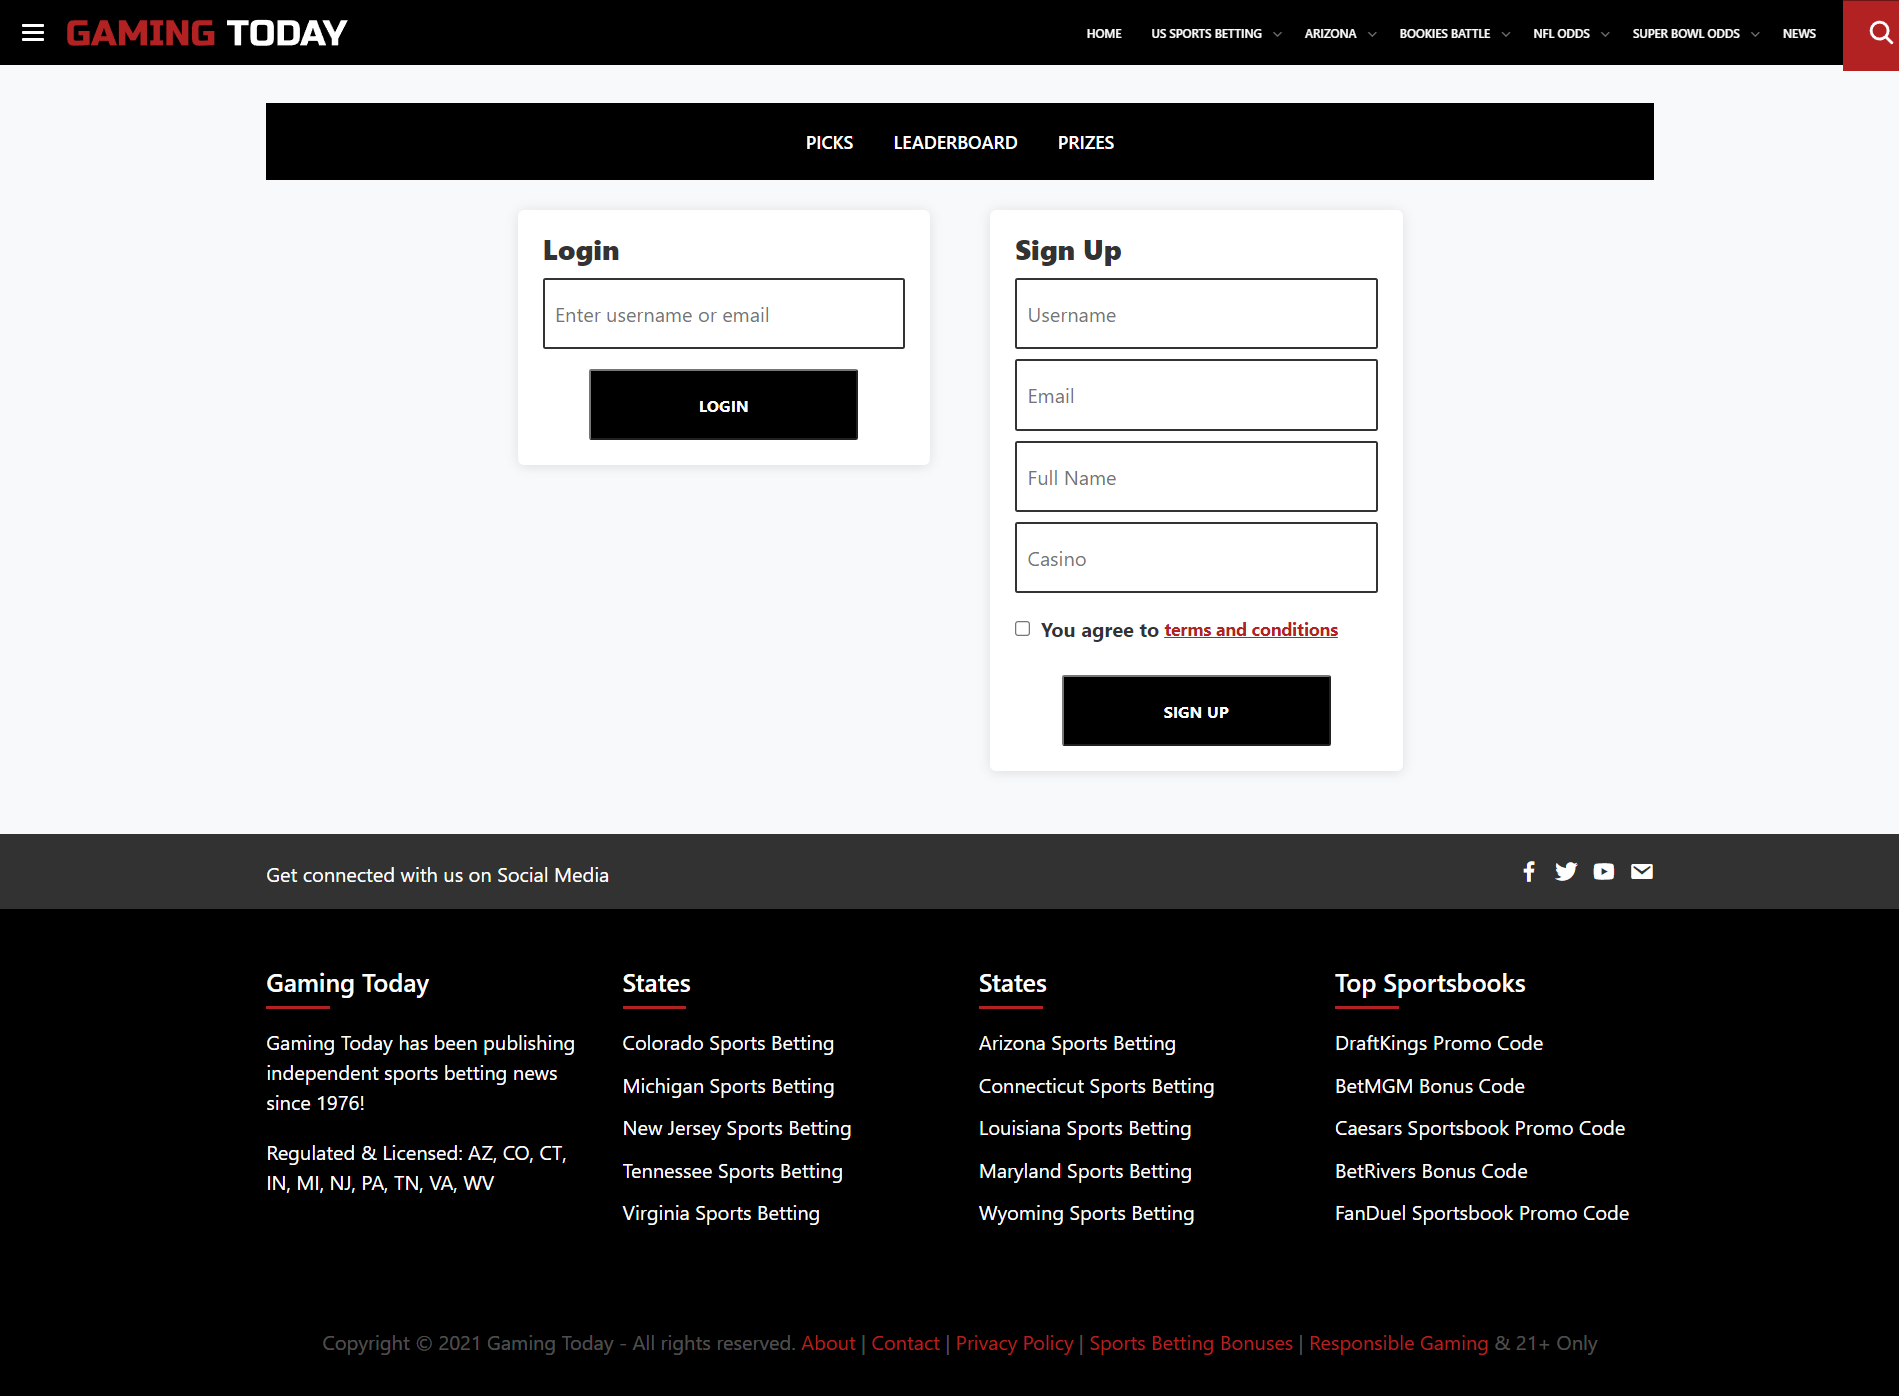 GAMING TODAY
HOME US SPORTS BETTING ARIZONA BOOKIES BATTLE NFL ODDS SUPER BOWL ODDS NEWS
PICKS LEADERBOARD PRIZES
Login
Enter username or email
LOGIN
Sign Up
Username
Email
Full Name
Casino
You agree to terms and conditions
SIGN UP
Get connected with us on Social Media
Gaming Today
Gaming Today has been publishing
independent sports betting news
since 1976!
Regulated & Licensed: AZ, CO, CT,
IN, MI, NJ, PA, TN, VA, WV
States
Colorado Sports Betting
Michigan Sports Betting
New Jersey Sports Betting
Tennessee Sports Betting
Virginia Sports Betting
States
Arizona Sports Betting
Connecticut Sports Betting
Louisiana Sports Betting
Maryland Sports Betting
Wyoming Sports Betting
Top Sportsbooks
DraftKings Promo Code
BetMGM Bonus Code
Caesars Sportsbook Promo Code
BetRivers Bonus Code
FanDuel Sportsbook Promo Code
Copyright © 2021 Gaming Today - All rights reserved. About | Contact | Privacy Policy | Sports Betting Bonuses | Responsible Gaming & 21+ Only